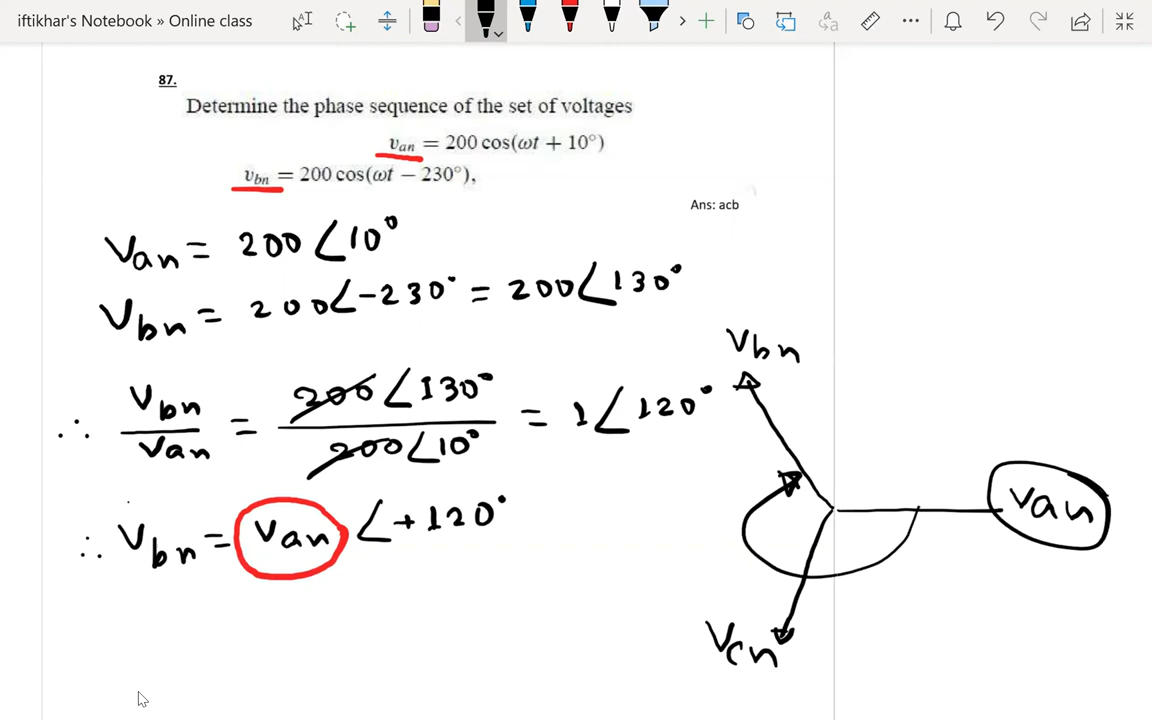 iftikhar's Notebook » Online class
87.
Determine the phase sequence of the set of voltages
van = 200 cos(ωt + 10°)
vbn = 200 cos(ωt − 230°),
Ans: acb
Van = 200 ∠10°
Vbn = 200∠-230° = 200∠130°
∴ Vbn/Van = 200∠130°/200∠10° = 1∠120°
∴ Vbn = Van ∠+120°
Vbn
Van
Vcn